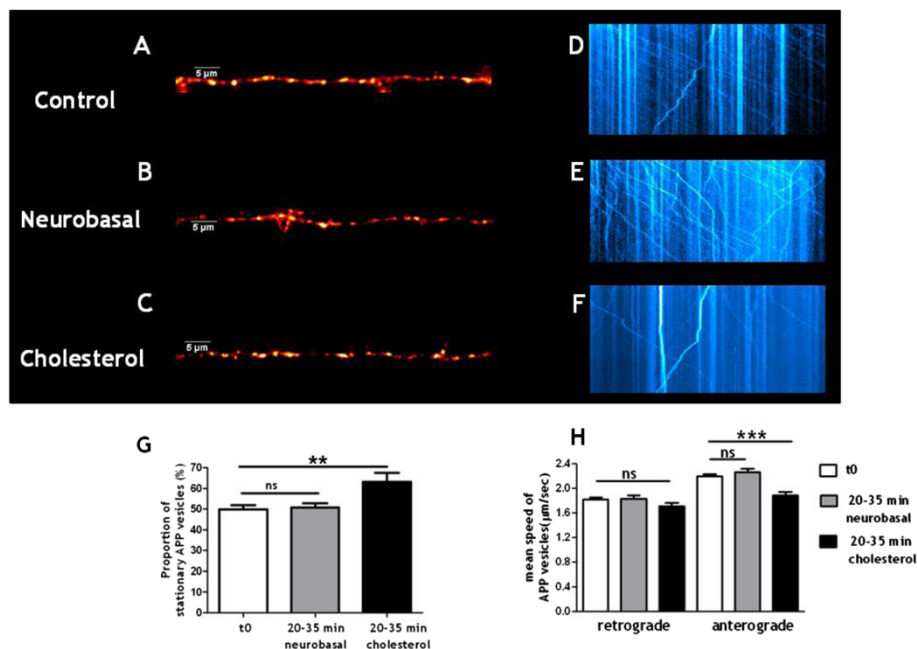 A
5 µm
Control
D
B
5 µm
Neurobasal
E
C
5 µm
Cholesterol
F
G
**
ns
Proportion of
stationary APP vesicles (%)
70
60
50
40
30
20
10
0
t0
20-35 min
neurobasal
20-35 min
cholesterol
H
***
ns
ns
mean speed of
APP vesicles(µm/sec)
2.4
2.0
1.6
1.2
0.8
0.4
0.0
retrograde
anterograde
t0
20-35 min
neurobasal
20-35 min
cholesterol